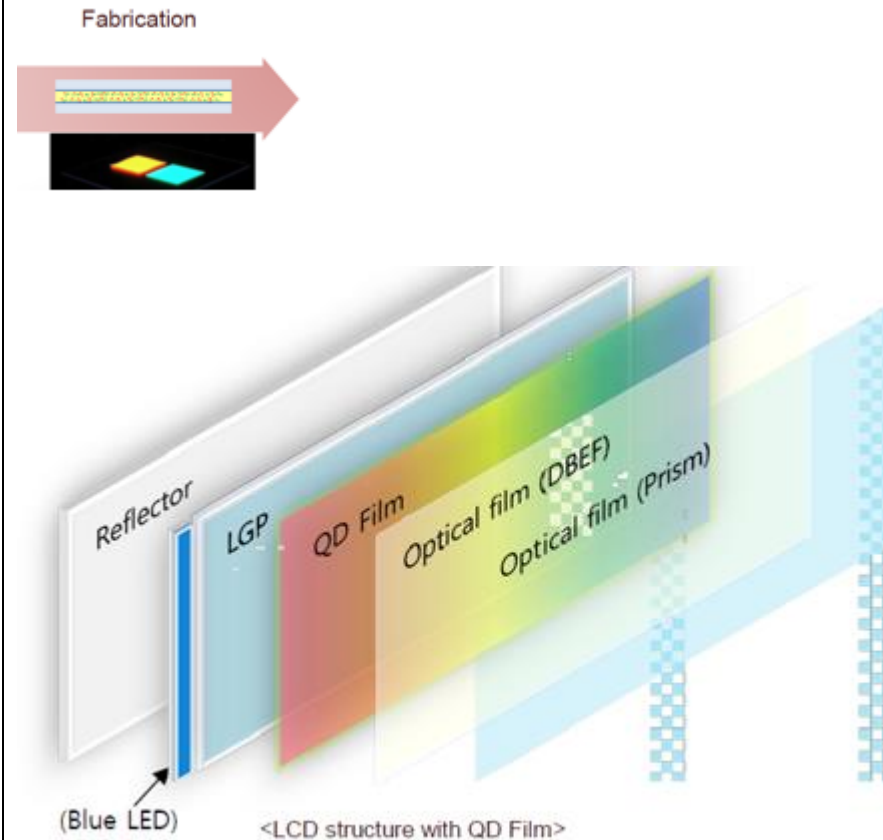 Fabrication
Reflector
LGP
QD Film
Optical film (DBEF)
Optical film (Prism)
(Blue LED)
<LCD structure with QD Film>